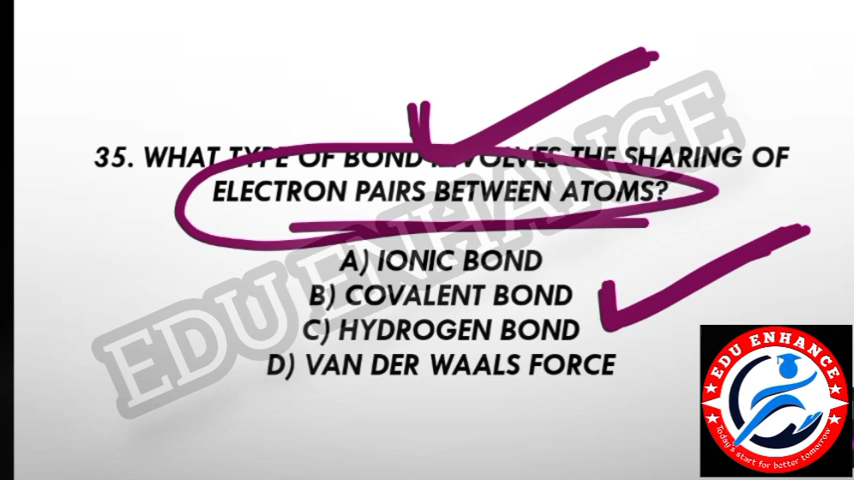 35. WHAT TYPE OF BOND INVOLVES THE SHARING OF
ELECTRON PAIRS BETWEEN ATOMS?
A) IONIC BOND
B) COVALENT BOND
C) HYDROGEN BOND
D) VAN DER WAALS FORCE
EDU ENHANCE
EDU ENHANCE
Today's start for better tomorrow